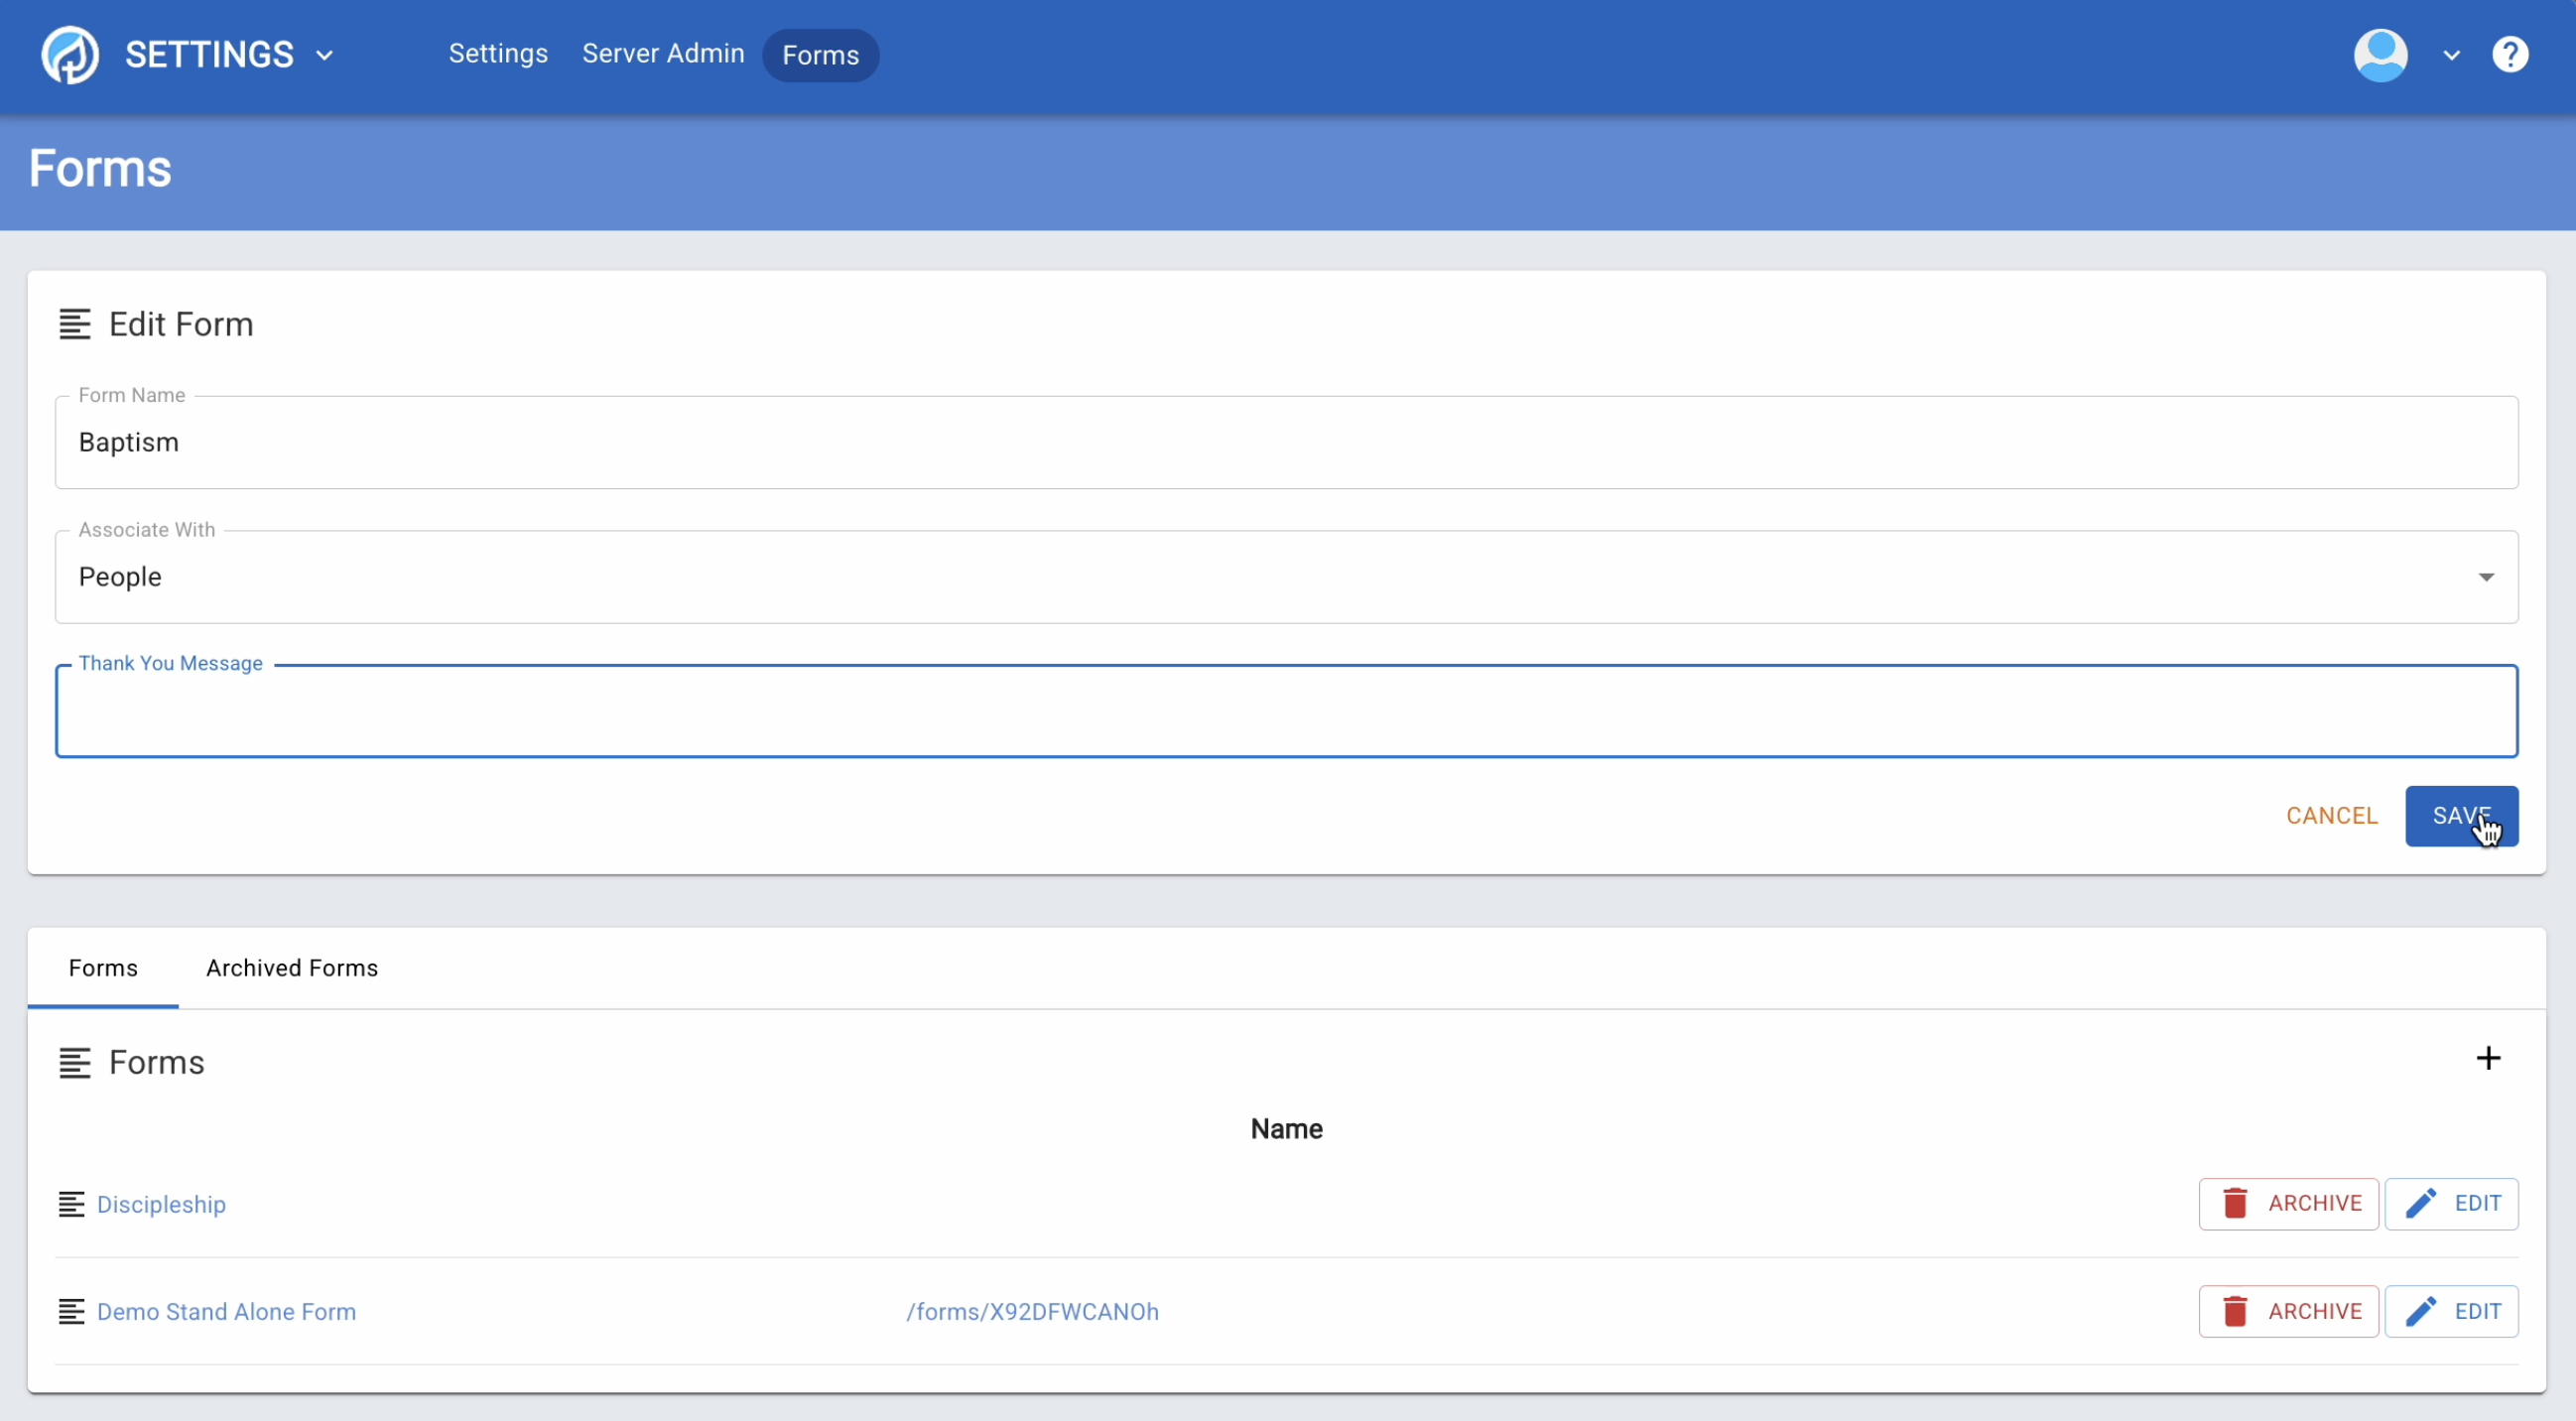 SETTINGS Settings Server Admin Forms ?
Forms
Edit Form
Form Name
Baptism
Associate With
People
Thank You Message
CANCEL SAVE
Forms Archived Forms
Forms +
Name
Discipleship ARCHIVE EDIT
Demo Stand Alone Form /forms/X92DFWCANOh ARCHIVE EDIT